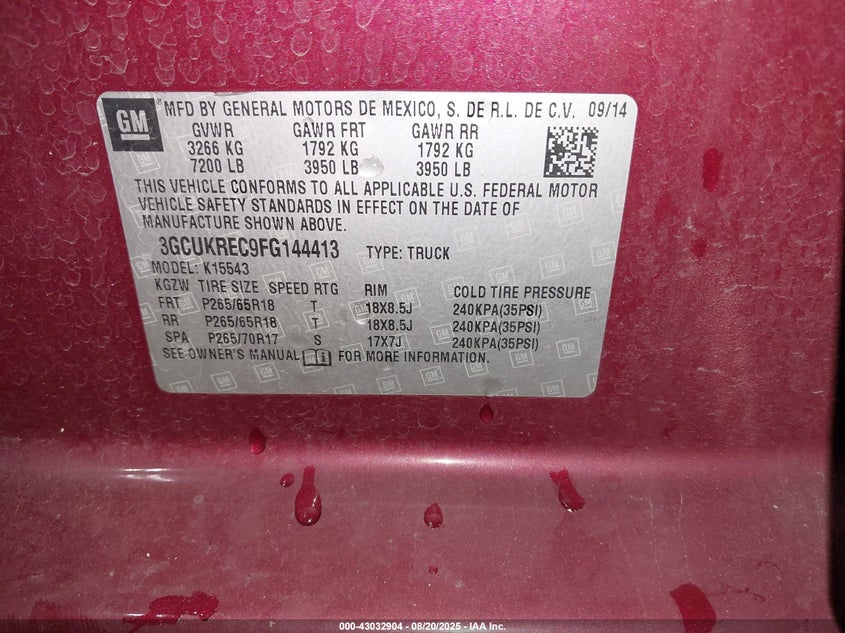 GM ® MFD BY GENERAL MOTORS DE MEXICO, S. DE R.L. DE C.V. 09/14
GVWR GAWR FRT GAWR RR
3266 KG 1792 KG 1792 KG
7200 LB 3950 LB 3950 LB
THIS VEHICLE CONFORMS TO ALL APPLICABLE U.S. FEDERAL MOTOR
VEHICLE SAFETY STANDARDS IN EFFECT ON THE DATE OF
MANUFACTURE SHOWN ABOVE.
3GCUKREC9FG144413 TYPE: TRUCK
MODEL: K15543
KGZW TIRE SIZE SPEED RTG RIM COLD TIRE PRESSURE
FRT P265/65R18 T 18X8.5J 240KPA(35PSI)
RR P265/65R18 T 18X8.5J 240KPA(35PSI)
SPA P265/70R17 S 17X7J 240KPA(35PSI)
SEE OWNER'S MANUAL FOR MORE INFORMATION.
000-43032904 - 08/20/2025 - IAA Inc.